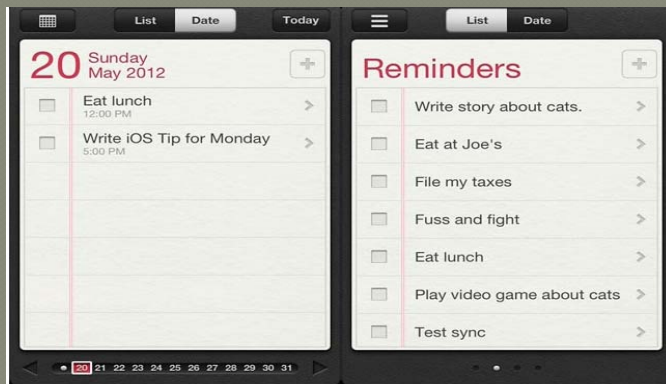 List Date Today
20 Sunday
May 2012
Eat lunch
12:00 PM
Write iOS Tip for Monday
5:00 PM
20 21 22 23 24 25 26 27 28 29 30 31
List Date
Reminders
Write story about cats.
Eat at Joe's
File my taxes
Fuss and fight
Eat lunch
Play video game about cats
Test sync